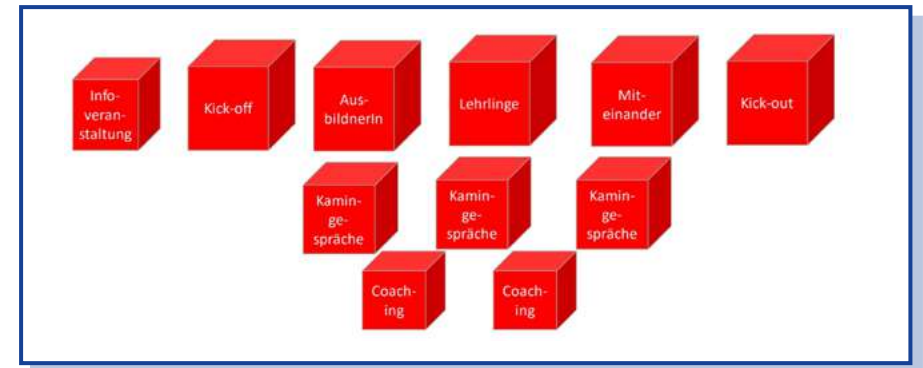 Info-
veran-
staltung
Kick-off
Aus-
bildnerIn
Lehrlinge
Mit-
einander
Kick-out
Kamin-
ge-
spräche
Kamin-
ge-
spräche
Kamin-
ge-
spräche
Coach-
ing
Coach-
ing